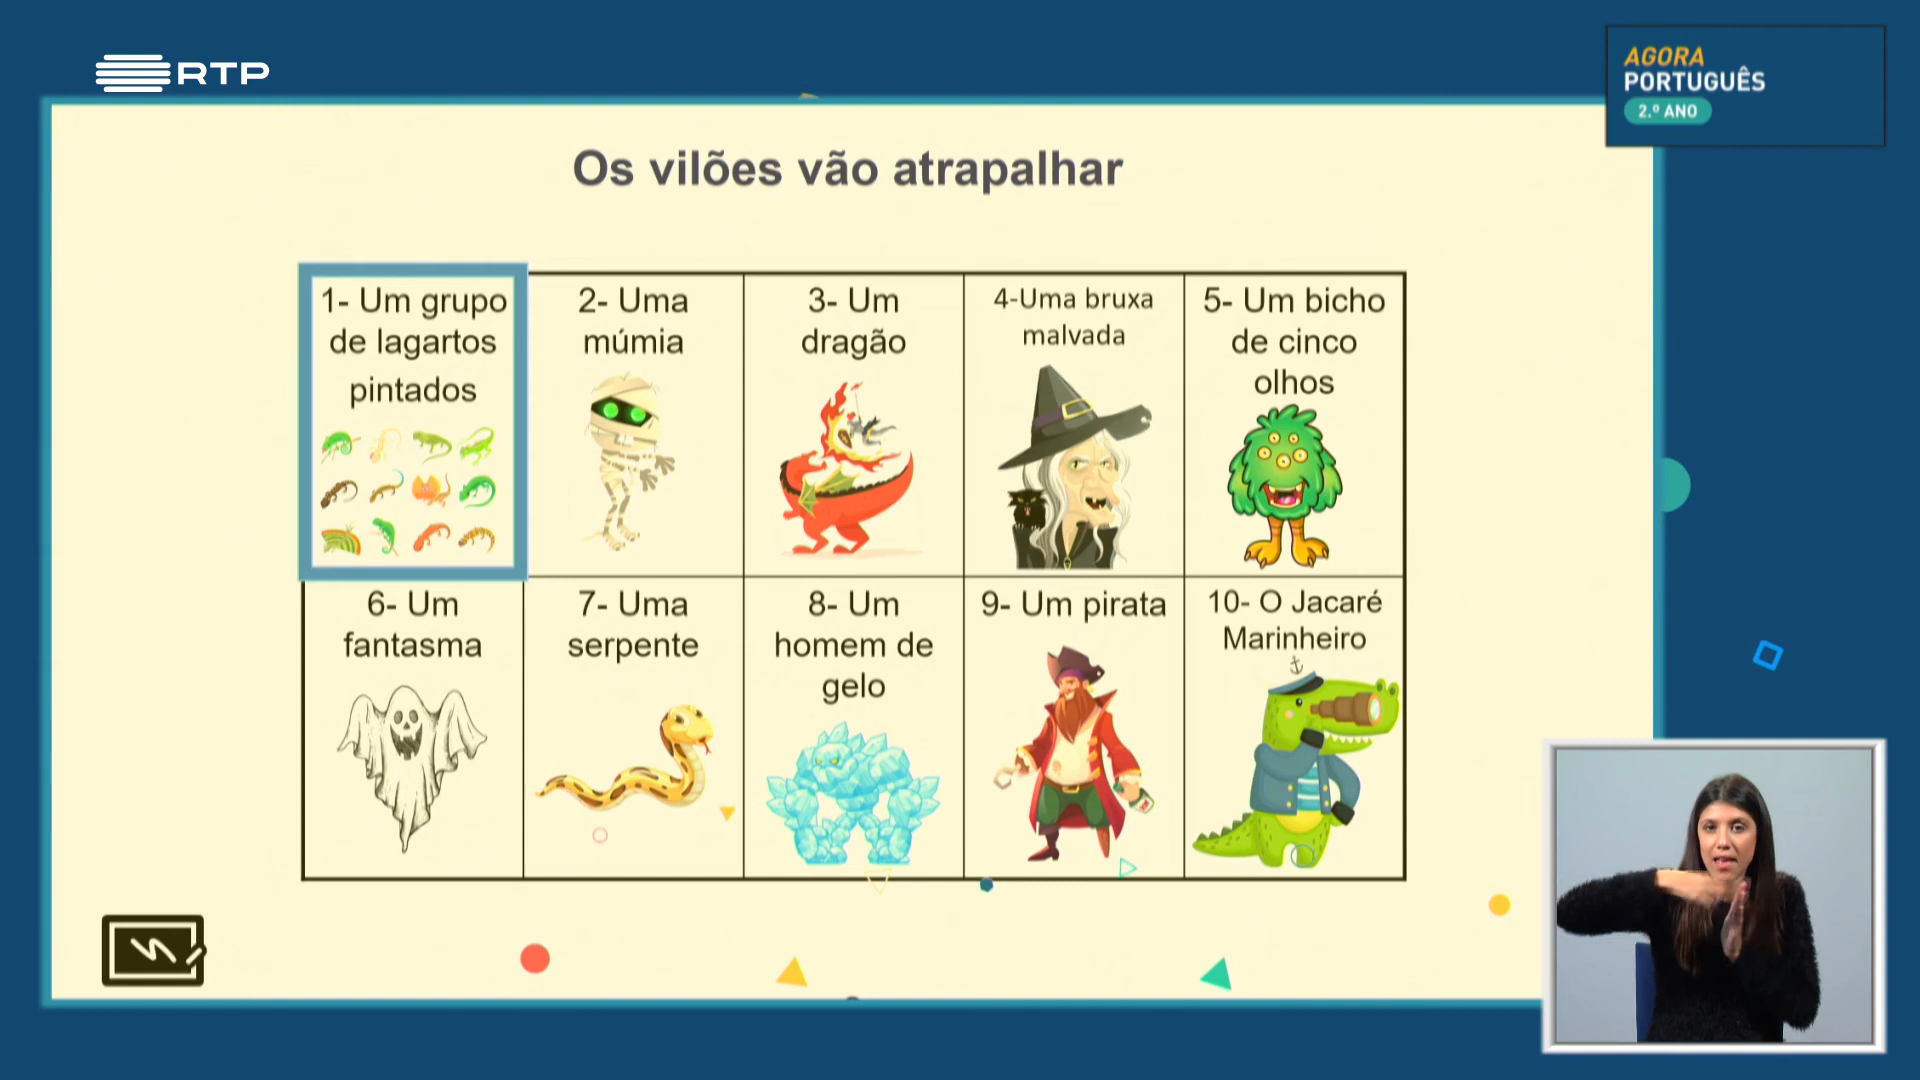 RTP
AGORA
PORTUGUÊS
2.º ANO
Os vilões vão atrapalhar
1- Um grupo
de lagartos
pintados
2- Uma
múmia
3- Um
dragão
4-Uma bruxa
malvada
5- Um bicho
de cinco
olhos
6- Um
fantasma
7- Uma
serpente
8- Um
homem de
gelo
9- Um pirata
10- O Jacaré
Marinheiro